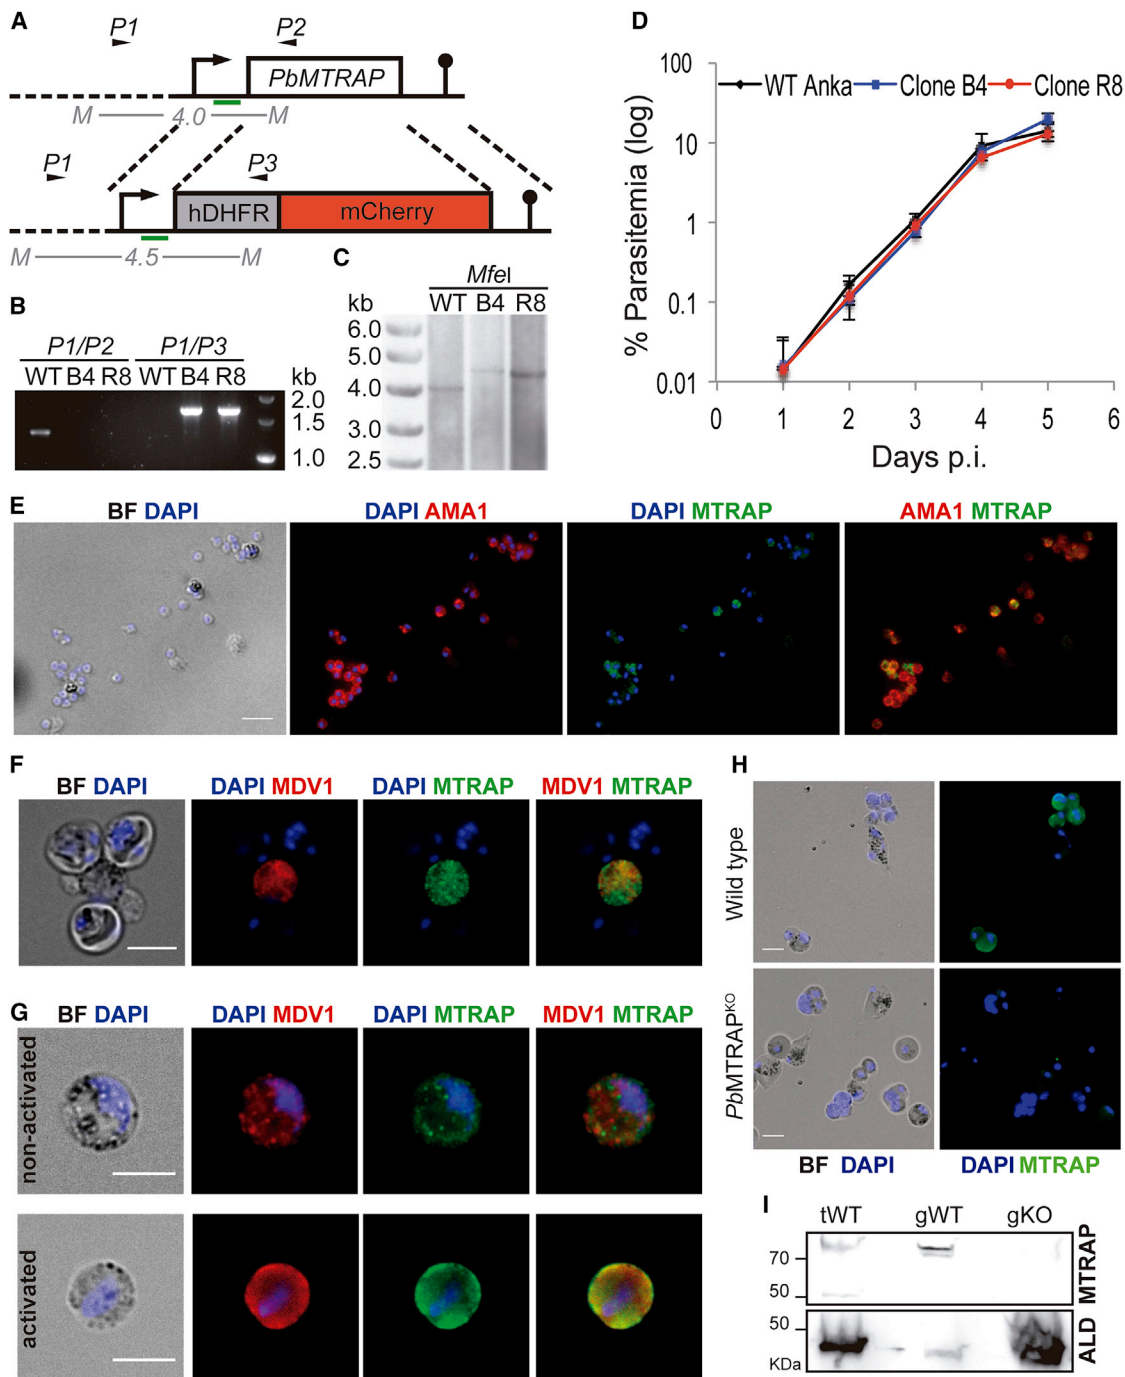 A
P1
P2
PbMTRAP
M 4.0 M
P1
P3
hDHFR mCherry
M 4.5 M
B
P1/P2 P1/P3
WT B4 R8 WT B4 R8
kb
2.0
1.5
1.0
C
MfeI
kb WT B4 R8
6.0
5.0
4.0
3.0
2.5
D
WT Anka Clone B4 Clone R8
% Parasitemia (log)
100
10
1
0.1
0.01
0 1 2 3 4 5 6
Days p.i.
E
BF DAPI
DAPI AMA1
DAPI MTRAP
AMA1 MTRAP
F
BF DAPI
DAPI MDV1
DAPI MTRAP
MDV1 MTRAP
G
BF DAPI
DAPI MDV1
DAPI MTRAP
MDV1 MTRAP
non-activated
activated
H
Wild type
PbMTRAPKO
BF DAPI
DAPI MTRAP
I
tWT gWT gKO
70
50
MTRAP
50
KDa
ALD